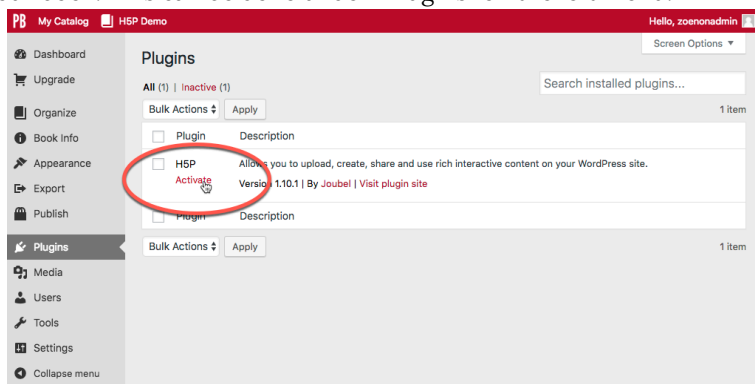 PB My Catalog H5P Demo Hello, zoenonadmin
Screen Options ▼
Dashboard
Upgrade
Organize
Book Info
Appearance
Export
Publish
Plugins
Media
Users
Tools
Settings
Collapse menu
Plugins
All (1) | Inactive (1)
Search installed plugins...
Bulk Actions Apply 1 item
Plugin Description
H5P Allows you to upload, create, share and use rich interactive content on your WordPress site.
Activate Version 1.10.1 | By Joubel | Visit plugin site
Plugin Description
Bulk Actions Apply 1 item